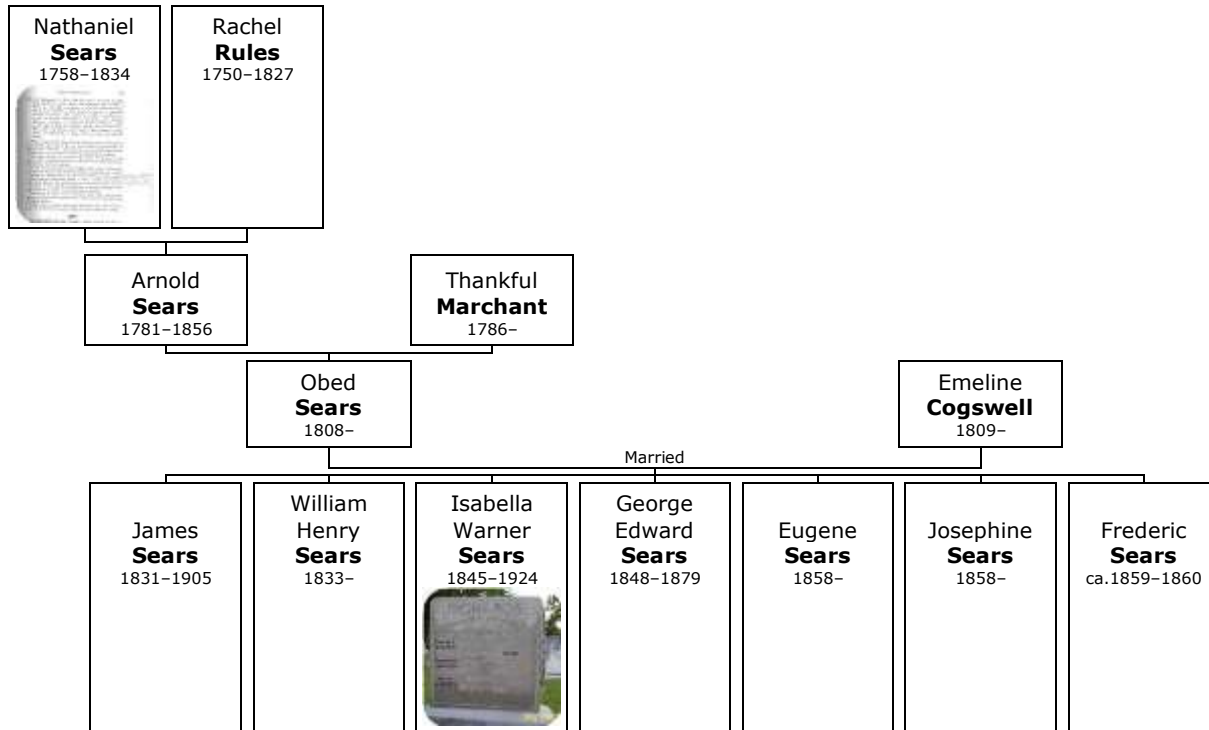 Nathaniel
Sears
1758–1834
Rachel
Rules
1750–1827
Arnold
Sears
1781–1856
Thankful
Marchant
1786–
Obed
Sears
1808–
Emeline
Cogswell
1809–
Married
James
Sears
1831–1905
William
Henry
Sears
1833–
Isabella
Warner
Sears
1845–1924
George
Edward
Sears
1848–1879
Eugene
Sears
1858–
Josephine
Sears
1858–
Frederic
Sears
ca.1859–1860